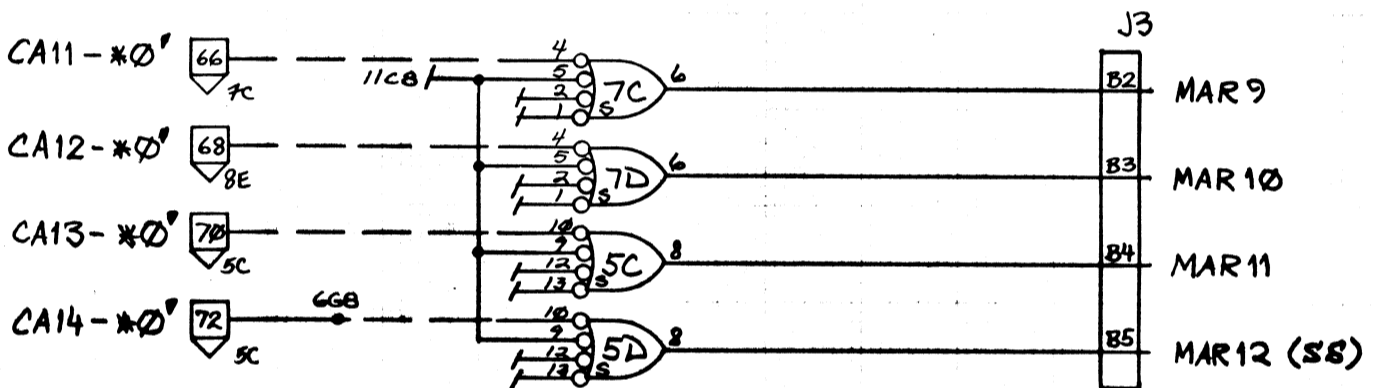 J3
CA11-*Ø' 66 4 6 B2 MAR 9
7C 11C8 5 7C
2
1 S
CA12-*Ø' 68 4 6 B3 MAR 1Ø
8E 5 7D
2
1 S
CA13-*Ø' 7Ø 1Ø 8 B4 MAR 11
5C 9 5C
12
13 S
CA14-*Ø' 72 6G8 1Ø 8 B5 MAR 12 (SS)
5C 9 5D
12
13 S